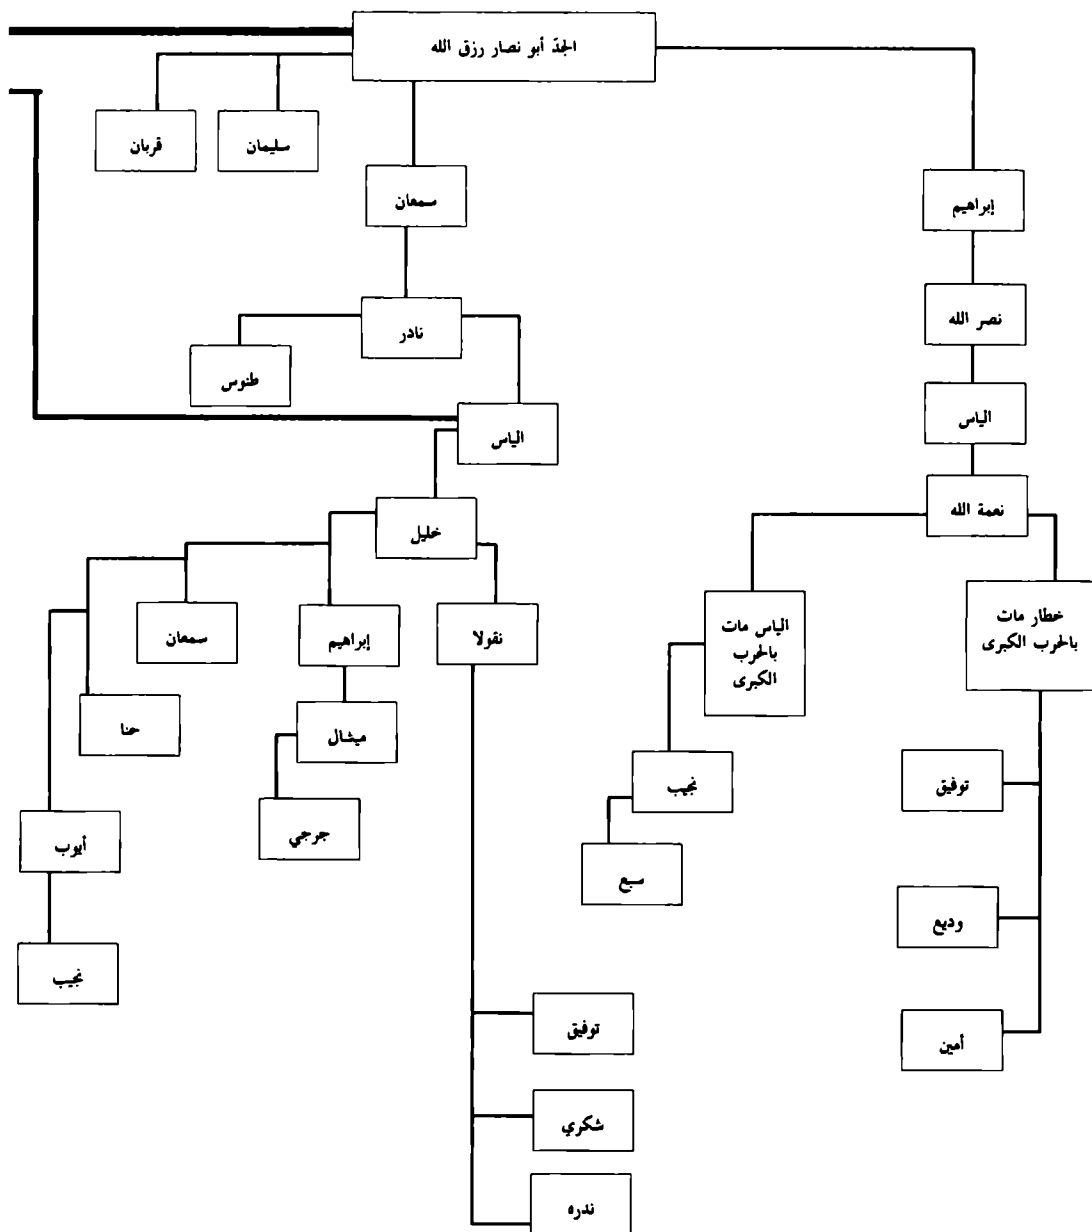 الجدّ أبو نصار رزق الله
قربان
سليمان
سمعان
إبراهيم
نادر
نصر الله
طنوس
الياس
الياس
خليل
نعمة الله
سمعان
إبراهيم
نقولا
الياس مات
بالحرب
الكبرى
خطار مات
بالحرب الكبرى
حنا
ميشال
نجيب
توفيق
أيوب
جرجي
سبع
وديع
نجيب
توفيق
أمين
شكري
ندره